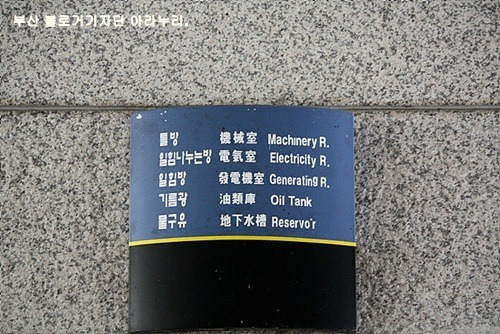 부산 블로거기자단 아라누리.
틀방 機械室 Machinery R.
일힘나누는방 電氣室 Electricity R.
일힘방 發電機室 Generating R.
기름광 油類庫 Oil Tank
물구유 地下水槽 Reservo'r